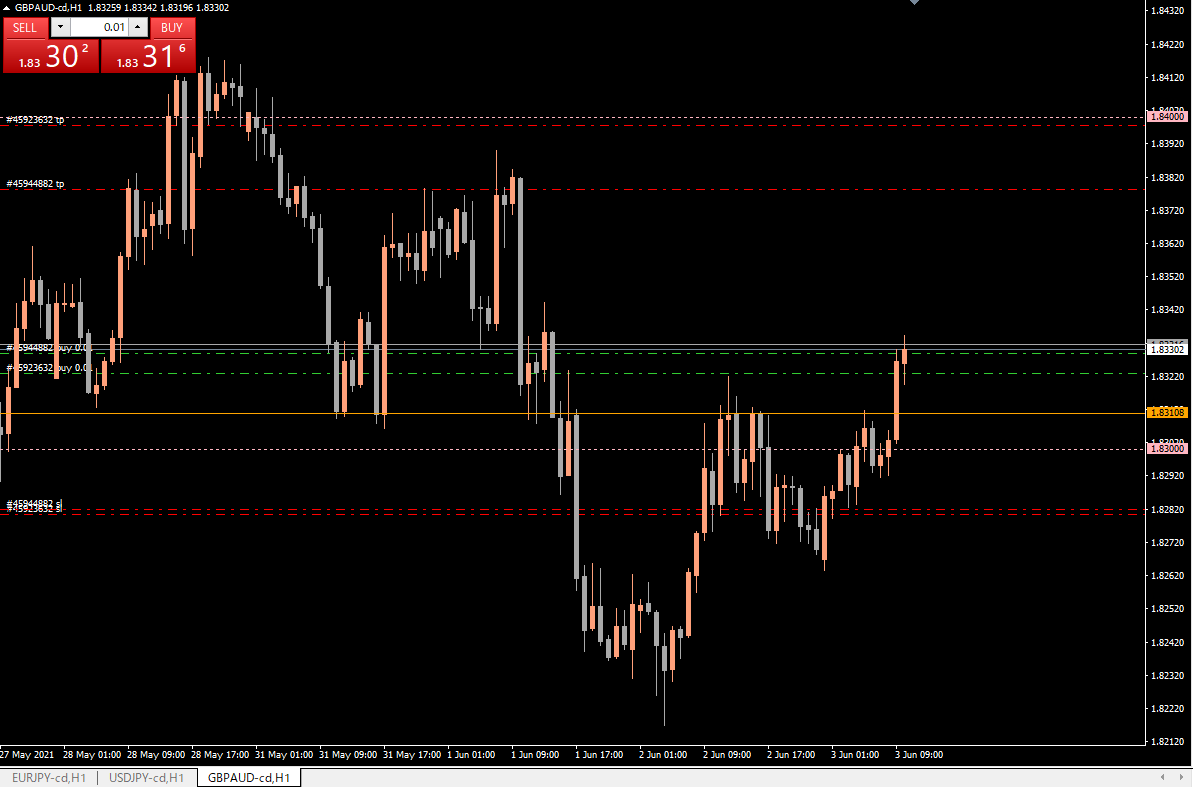 GBPAUD-cd,H1 1.83259 1.83342 1.83196 1.83302
SELL 0.01 BUY
1.83 30 2 1.83 31 6
1.84320
1.84220
1.84120
1.84020
#45923632 tp 1.84000
1.83920
#45944882 tp 1.83820
1.83720
1.83620
1.83520
1.83420
#45944882 buy 1.83302
#45923632 buy 1.83220
1.83108
1.83020
1.83000
1.82920
#45944882 sl
#45923632 sl
1.82820
1.82720
1.82620
1.82520
1.82420
1.82320
1.82220
1.82120
27 May 2021 28 May 01:00 28 May 09:00 28 May 17:00 31 May 01:00 31 May 09:00 31 May 17:00 1 Jun 01:00 1 Jun 09:00 1 Jun 17:00 2 Jun 01:00 2 Jun 09:00 2 Jun 17:00 3 Jun 01:00 3 Jun 09:00
EURJPY-cd,H1 USDJPY-cd,H1 GBPAUD-cd,H1